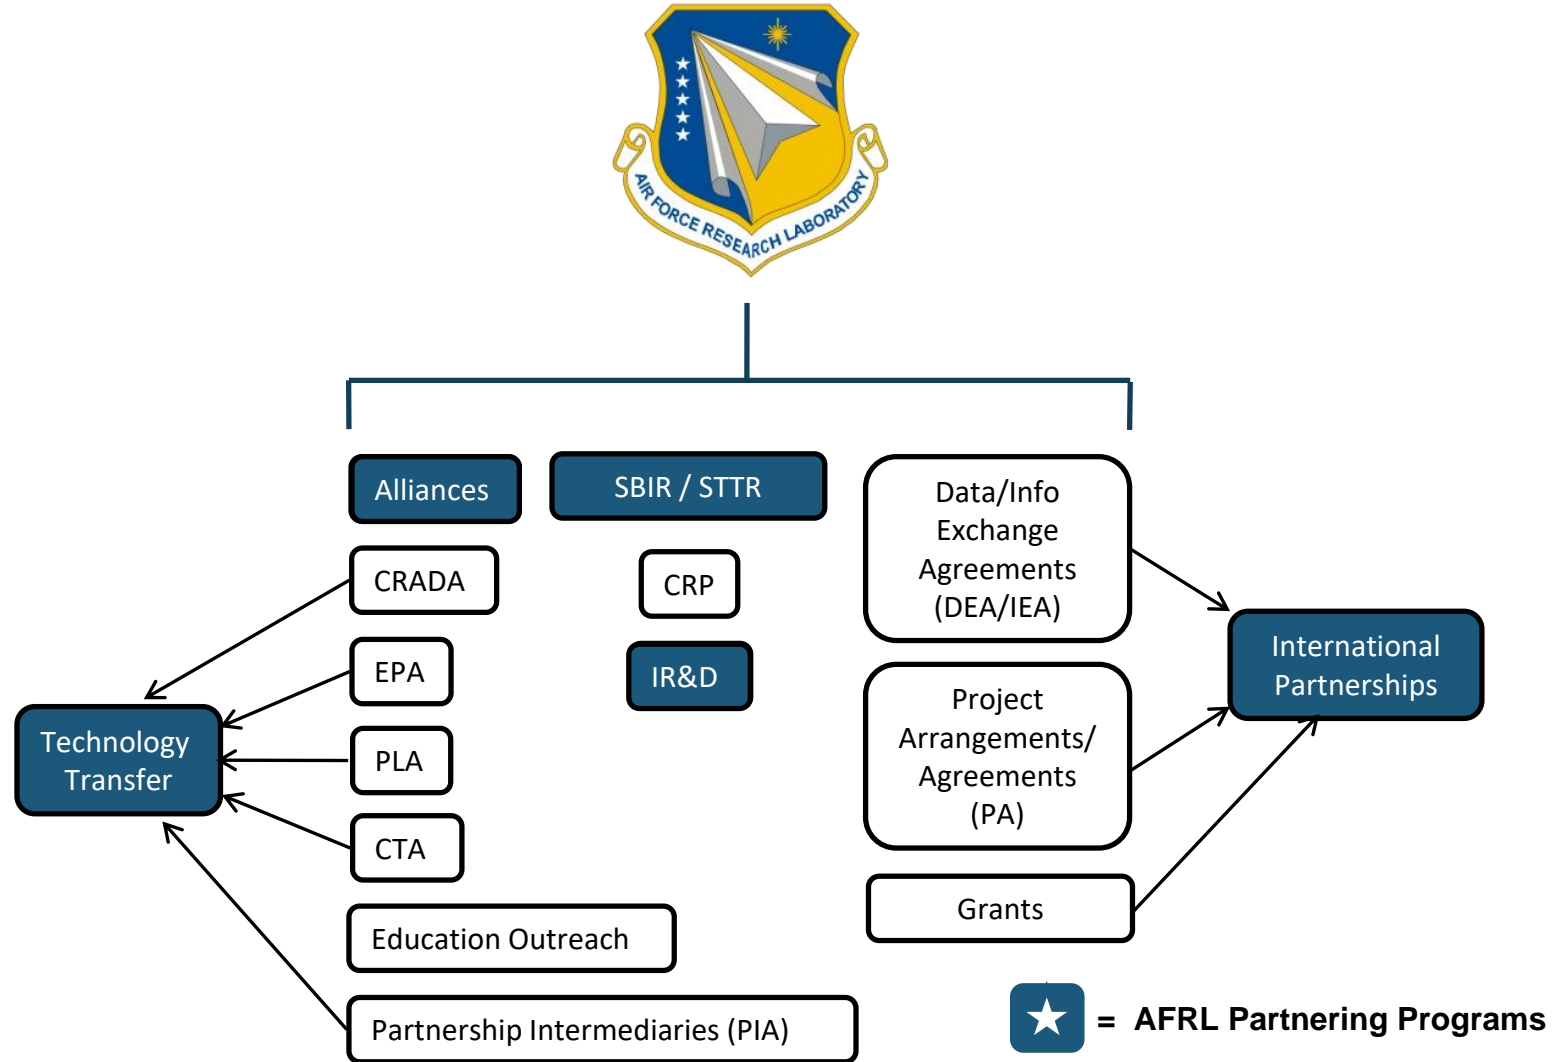 AIR FORCE RESEARCH LABORATORY
Alliances
SBIR / STTR
Data/Info
Exchange
Agreements
(DEA/IEA)
CRADA
CRP
International
Partnerships
EPA
IR&D
Project
Arrangements/
Agreements
(PA)
Technology
Transfer
PLA
CTA
Grants
Education Outreach
Partnership Intermediaries (PIA)
= AFRL Partnering Programs